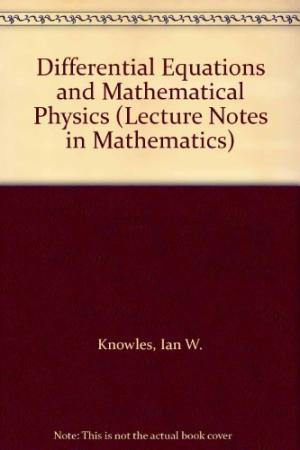 Differential Equations
and Mathematical
Physics (Lecture Notes
in Mathematics)
Knowles, Ian W.
Note: This is not the actual book cover